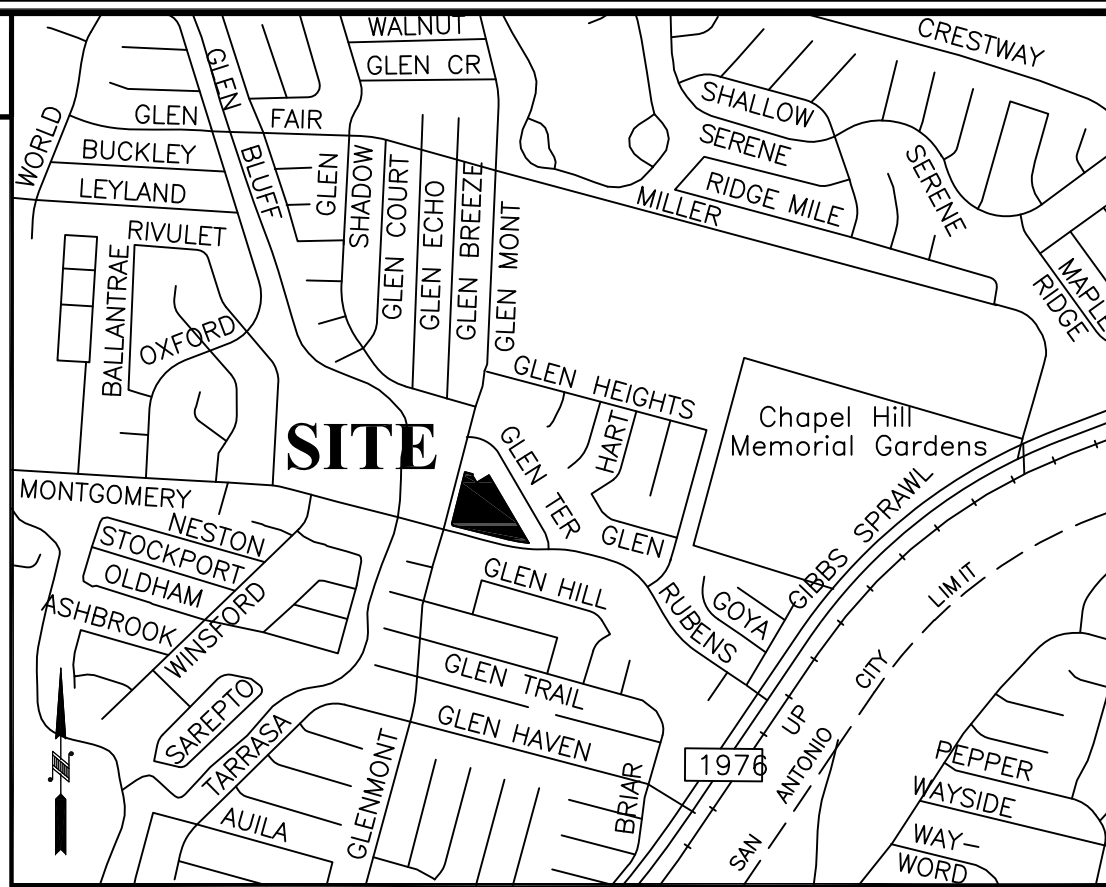 WALNUT
CRESTWAY
GLEN CR
GLEN
SHALLOW
GLEN
FAIR
WORLD
BUCKLEY
BLUFF
SERENE
SERENE
LEYLAND
GLEN
SHADOW
GLEN COURT
GLEN ECHO
GLEN BREEZE
GLEN MONT
MILLER
RIDGE MILE
RIVULET
BALLANTRAE
OXFORD
MAPLE
RIDGE
GLEN HEIGHTS
HART
Chapel Hill
Memorial Gardens
SITE
GLEN TER
GLEN
MONTGOMERY
NESTON
STOCKPORT
OLDHAM
ASHBROOK
WINSFORD
GLEN HILL
RUBENS
GOYA
GIBBS SPRAWL
SAN ANTONIO CITY LIMIT
UP
SAREPTO
TARRASA
GLEN TRAIL
GLEN HAVEN
1976
GLENMONT
BRIAR
AUILA
PEPPER
WAYSIDE
WAY-
WORD